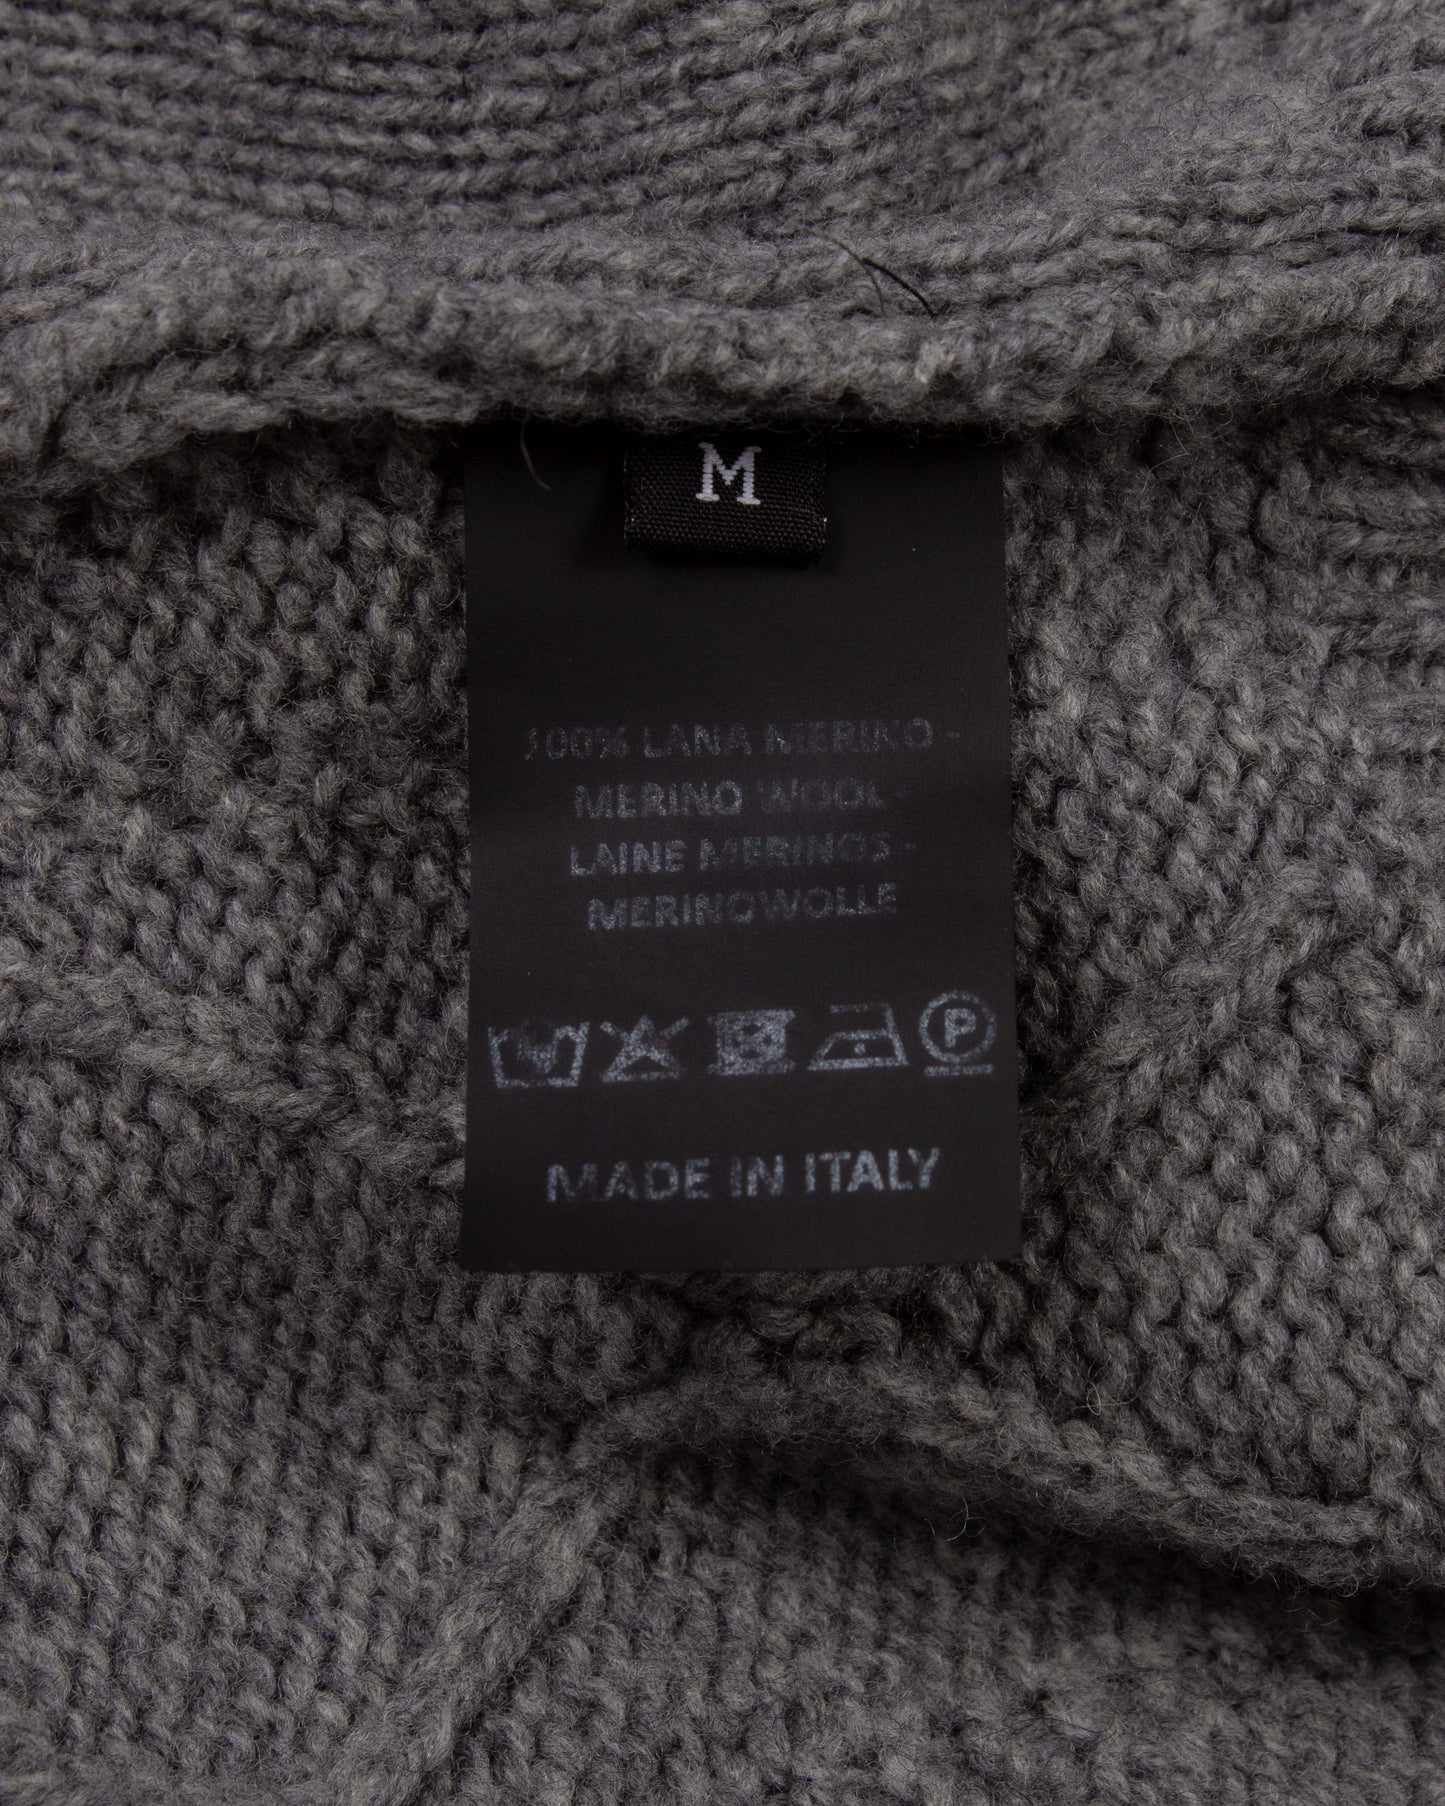 M
100% LANA MERINO -
MERINO WOOL -
LAINE MERINOS -
MERINOWOLLE
P
MADE IN ITALY